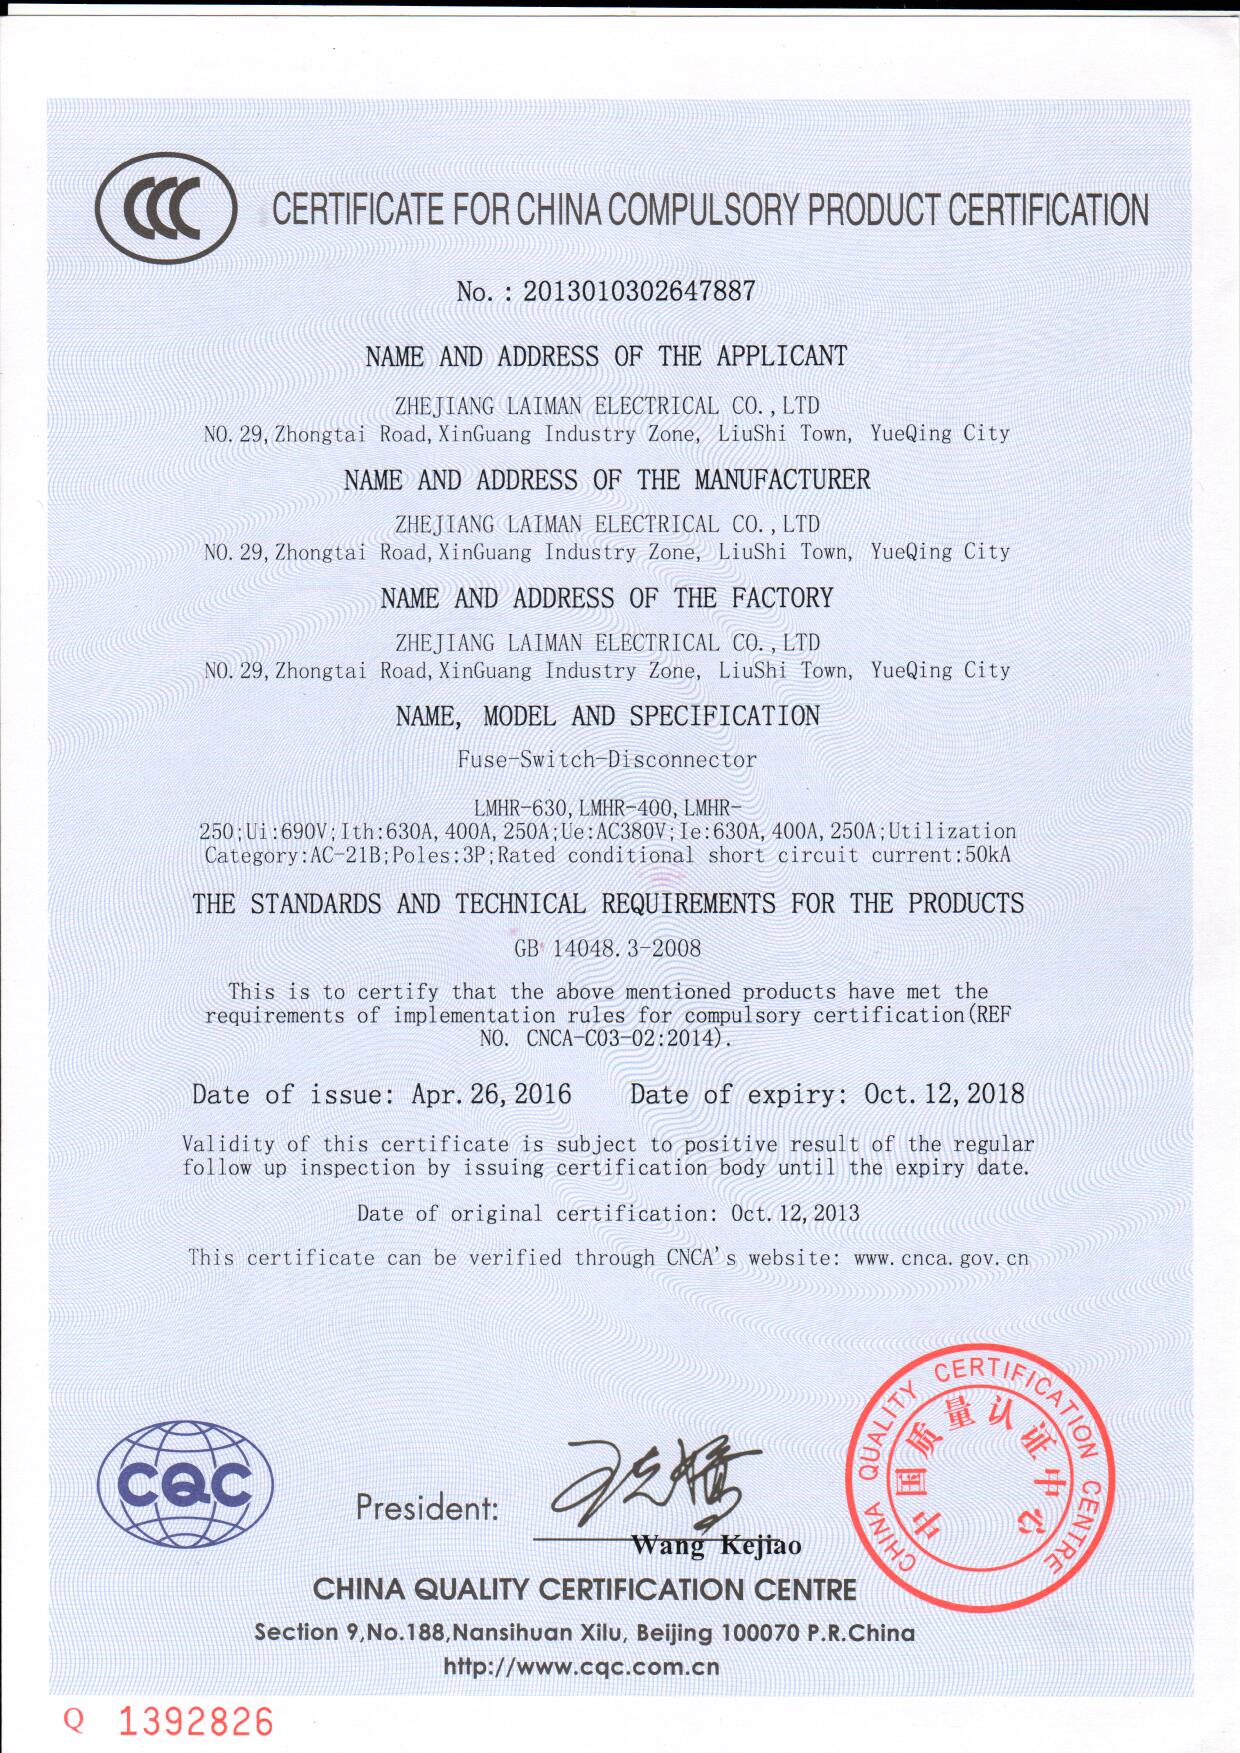 CCC
CERTIFICATE FOR CHINA COMPULSORY PRODUCT CERTIFICATION
No. : 2013010302647887
NAME AND ADDRESS OF THE APPLICANT
ZHEJIANG LAIMAN ELECTRICAL CO.,LTD
NO.29,Zhongtai Road,XinGuang Industry Zone, LiuShi Town, YueQing City
NAME AND ADDRESS OF THE MANUFACTURER
ZHEJIANG LAIMAN ELECTRICAL CO.,LTD
NO.29,Zhongtai Road,XinGuang Industry Zone, LiuShi Town, YueQing City
NAME AND ADDRESS OF THE FACTORY
ZHEJIANG LAIMAN ELECTRICAL CO.,LTD
NO.29,Zhongtai Road,XinGuang Industry Zone, LiuShi Town, YueQing City
NAME, MODEL AND SPECIFICATION
Fuse-Switch-Disconnector
LMHR-630,LMHR-400,LMHR-
250;Ui:690V;Ith:630A,400A,250A;Ue:AC380V;Ie:630A,400A,250A;Utilization
Category:AC-21B;Poles:3P;Rated conditional short circuit current:50kA
THE STANDARDS AND TECHNICAL REQUIREMENTS FOR THE PRODUCTS
GB 14048.3-2008
This is to certify that the above mentioned products have met the
requirements of implementation rules for compulsory certification(REF
NO. CNCA-C03-02:2014).
Date of issue: Apr.26,2016 Date of expiry: Oct.12,2018
Validity of this certificate is subject to positive result of the regular
follow up inspection by issuing certification body until the expiry date.
Date of original certification: Oct.12,2013
This certificate can be verified through CNCA's website: www.cnca.gov.cn
CQC
President:
王克娇
Wang Kejiao
CHINA QUALITY CERTIFICATION CENTRE
中国质量认证中心
CHINA QUALITY CERTIFICATION CENTRE
Section 9,No.188,Nansihuan Xilu, Beijing 100070 P.R.China
http://www.cqc.com.cn
Q 1392826